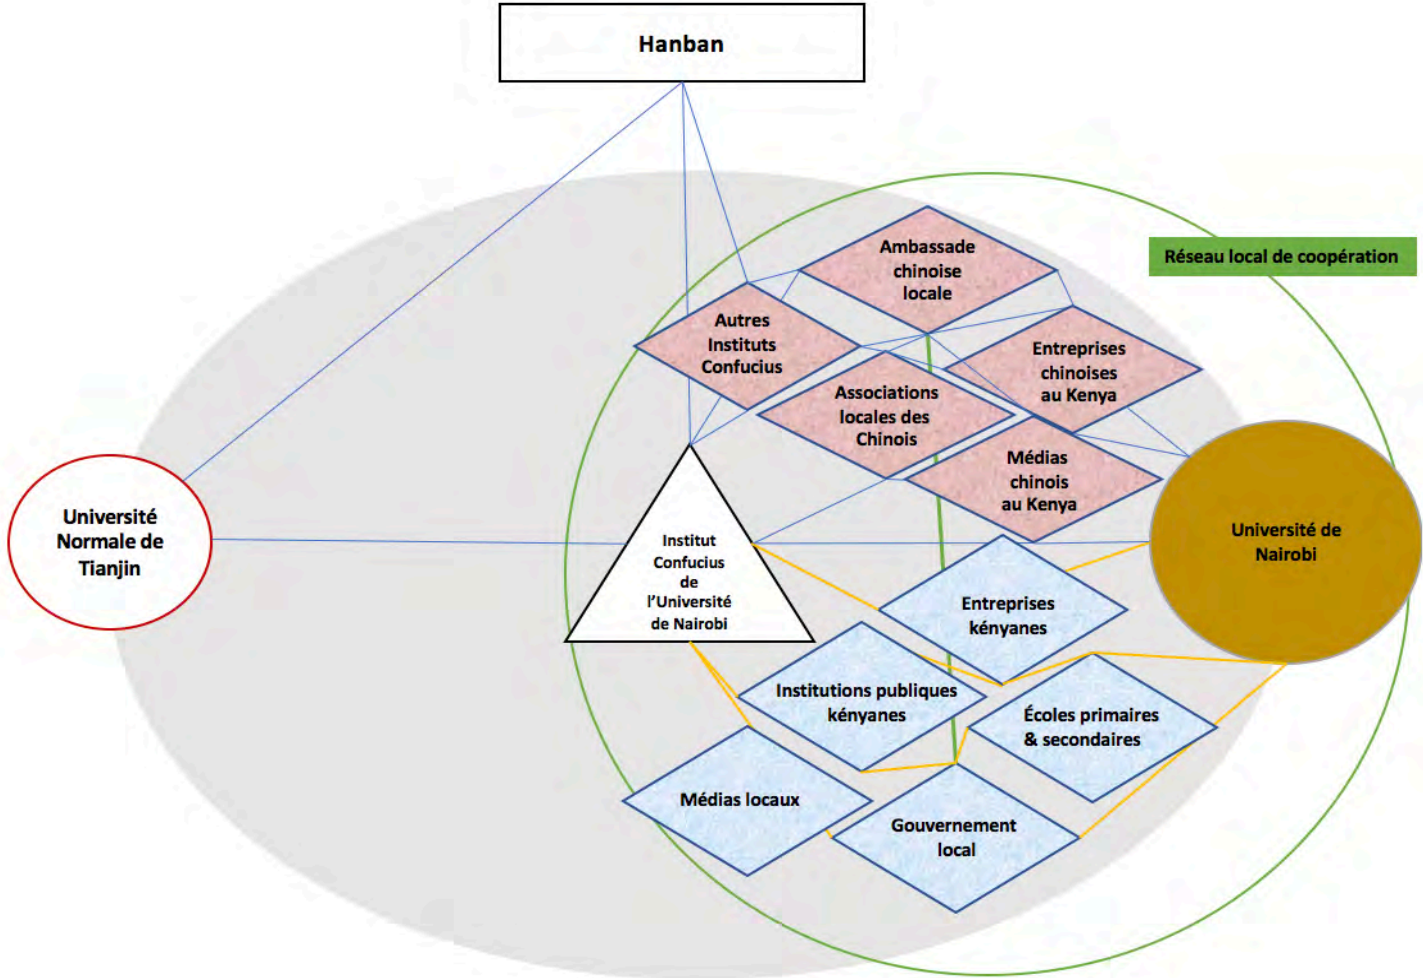 Hanban
Ambassade
chinoise
locale
Réseau local de coopération
Autres
Instituts
Confucius
Entreprises
chinoises
au Kenya
Associations
locales des
Chinois
Médias
chinois
au Kenya
Université
Normale de
Tianjin
Institut
Confucius
de
l’Université
de Nairobi
Université de
Nairobi
Entreprises
kényanes
Institutions publiques
kényanes
Écoles primaires
& secondaires
Médias locaux
Gouvernement
local